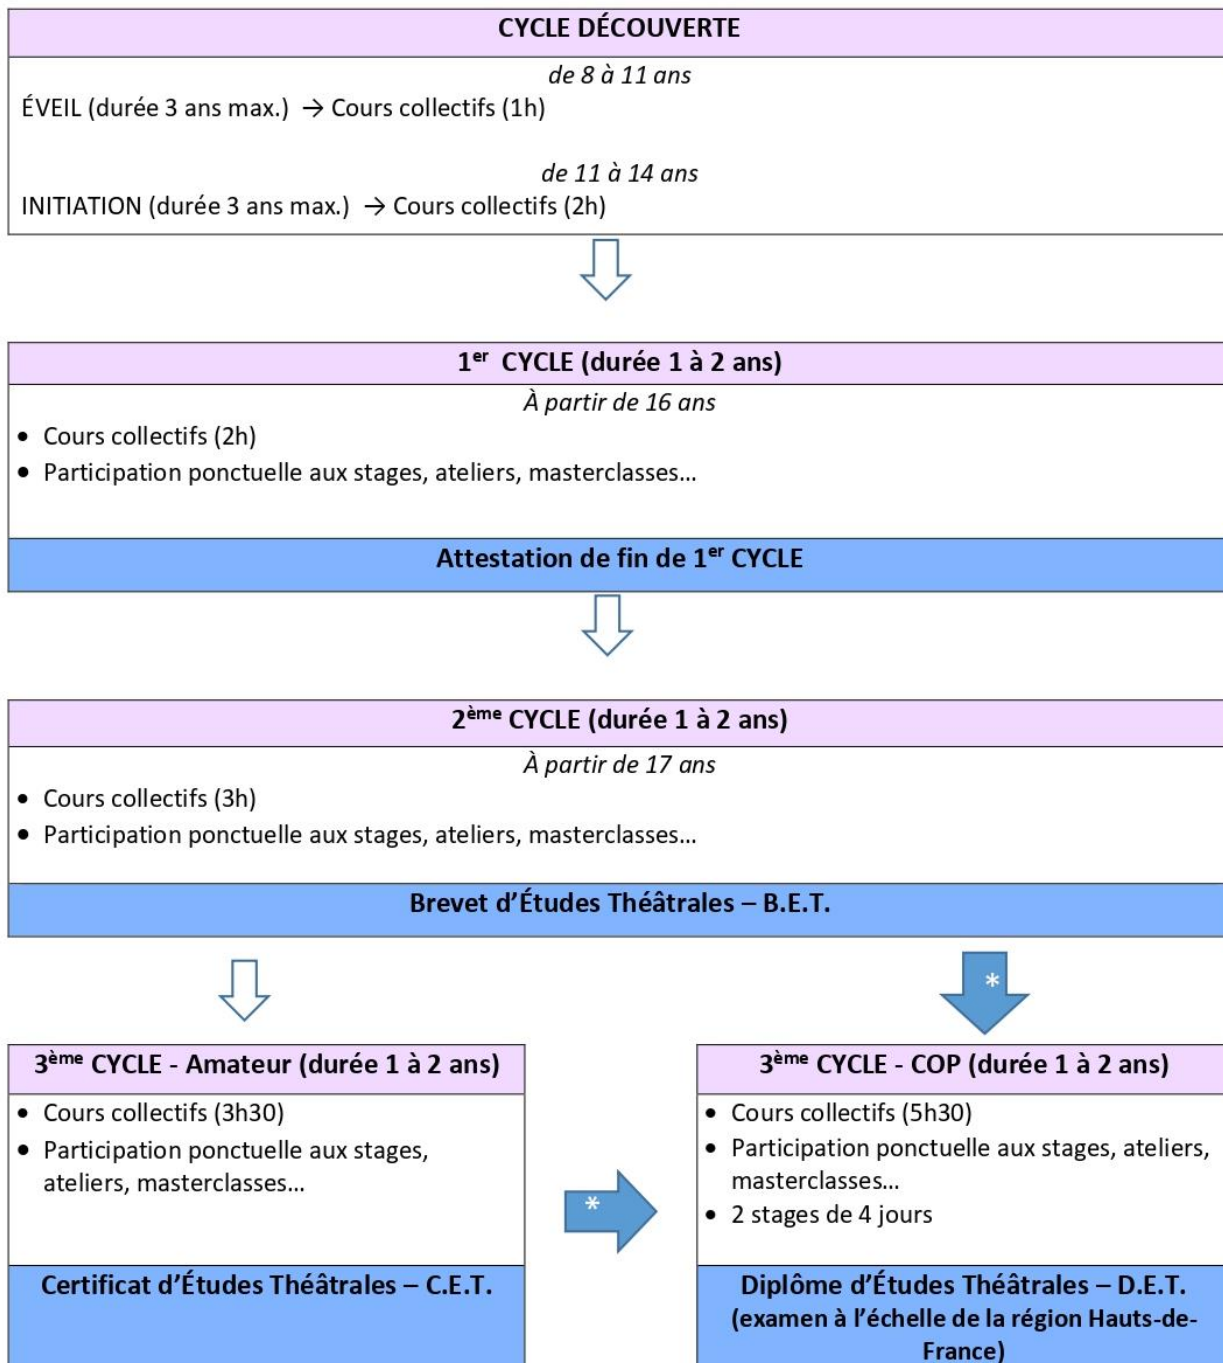 CYCLE DÉCOUVERTE
de 8 à 11 ans
ÉVEIL (durée 3 ans max.) → Cours collectifs (1h)
de 11 à 14 ans
INITIATION (durée 3 ans max.) → Cours collectifs (2h)
1er CYCLE (durée 1 à 2 ans)
À partir de 16 ans
• Cours collectifs (2h)
• Participation ponctuelle aux stages, ateliers, masterclasses...
Attestation de fin de 1er CYCLE
2ème CYCLE (durée 1 à 2 ans)
À partir de 17 ans
• Cours collectifs (3h)
• Participation ponctuelle aux stages, ateliers, masterclasses...
Brevet d’Études Théâtrales – B.E.T.
*
3ème CYCLE - Amateur (durée 1 à 2 ans)
• Cours collectifs (3h30)
• Participation ponctuelle aux stages,
ateliers, masterclasses...
Certificat d’Études Théâtrales – C.E.T.
*
3ème CYCLE - COP (durée 1 à 2 ans)
• Cours collectifs (5h30)
• Participation ponctuelle aux stages, ateliers,
masterclasses...
• 2 stages de 4 jours
Diplôme d’Études Théâtrales – D.E.T.
(examen à l’échelle de la région Hauts-de-
France)